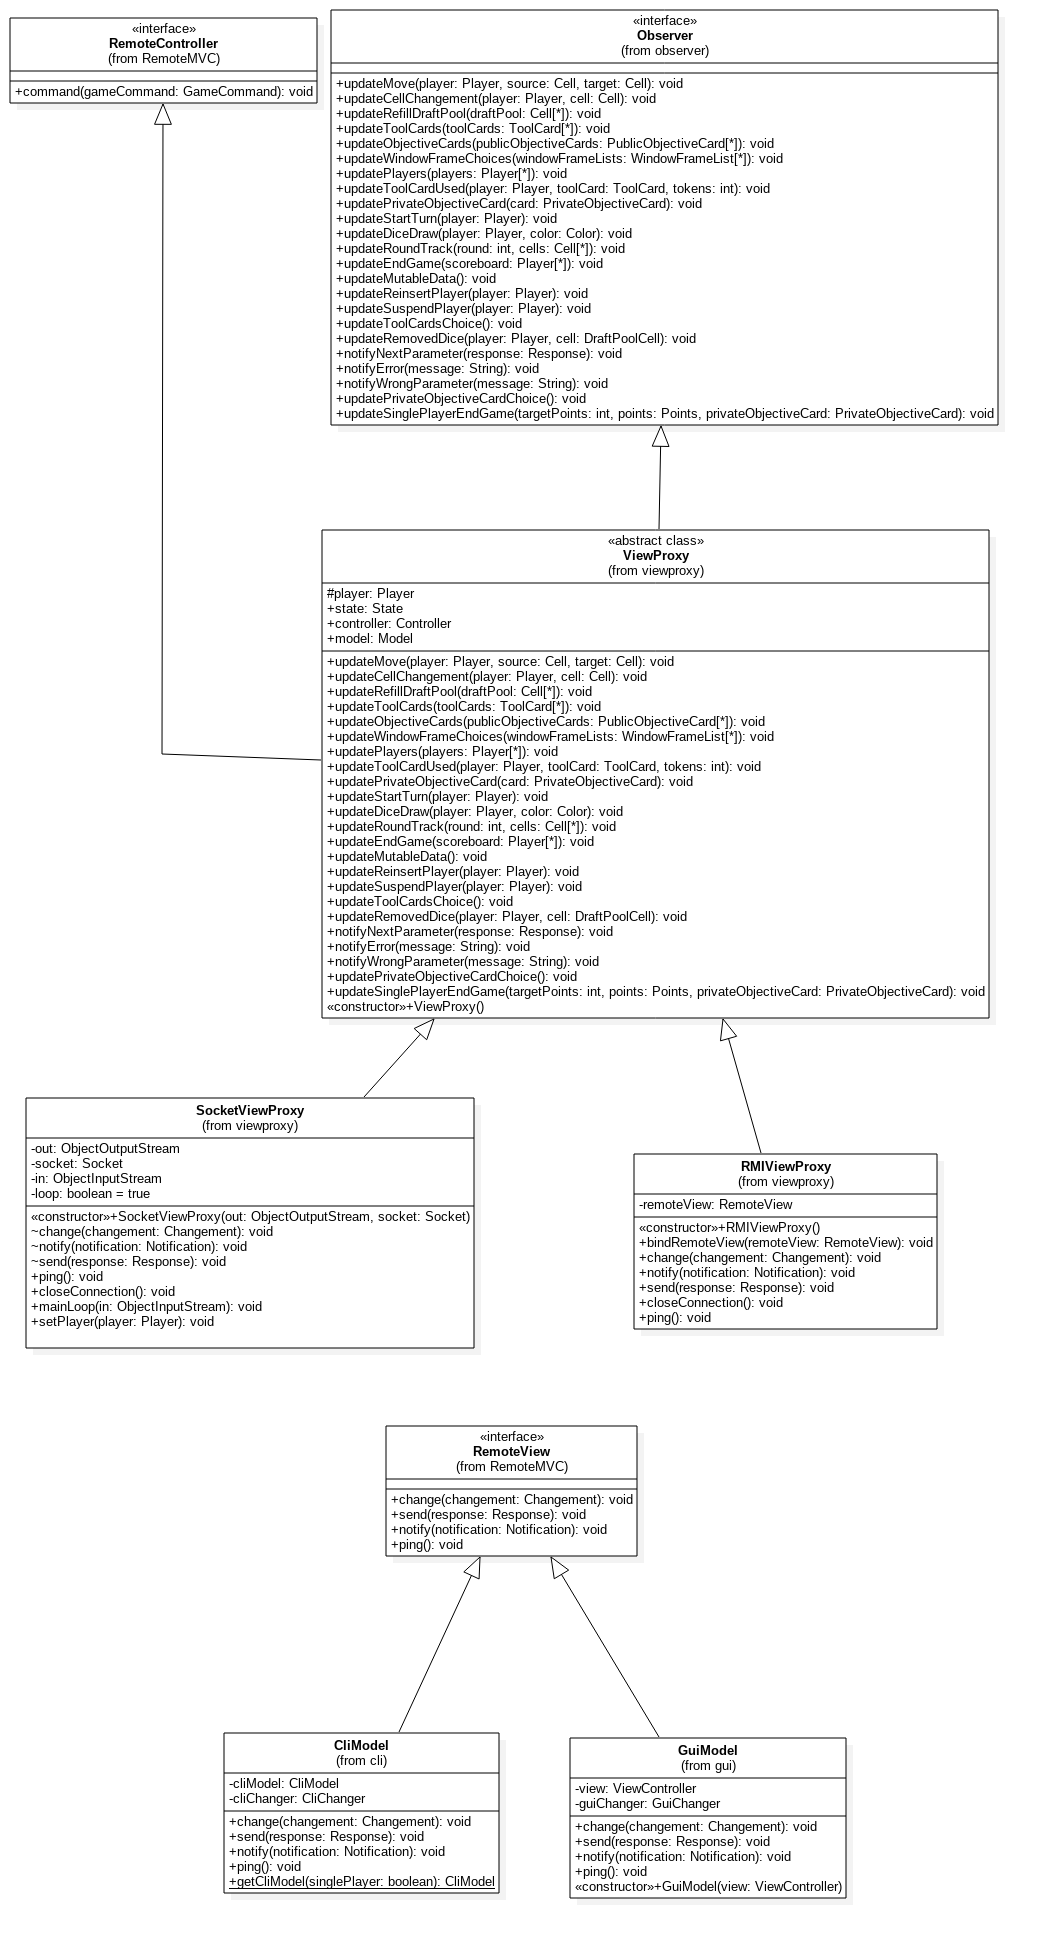 «interface»
RemoteController
(from RemoteMVC)
+command(gameCommand: GameCommand): void
«interface»
Observer
(from observer)
+updateMove(player: Player, source: Cell, target: Cell): void
+updateCellChangement(player: Player, cell: Cell): void
+updateRefillDraftPool(draftPool: Cell[*]): void
+updateToolCards(toolCards: ToolCard[*]): void
+updateObjectiveCards(publicObjectiveCards: PublicObjectiveCard[*]): void
+updateWindowFrameChoices(windowFrameLists: WindowFrameList[*]): void
+updatePlayers(players: Player[*]): void
+updateToolCardUsed(player: Player, toolCard: ToolCard, tokens: int): void
+updatePrivateObjectiveCard(card: PrivateObjectiveCard): void
+updateStartTurn(player: Player): void
+updateDiceDraw(player: Player, color: Color): void
+updateRoundTrack(round: int, cells: Cell[*]): void
+updateEndGame(scoreboard: Player[*]): void
+updateMutableData(): void
+updateReinsertPlayer(player: Player): void
+updateSuspendPlayer(player: Player): void
+updateToolCardsChoice(): void
+updateRemovedDice(player: Player, cell: DraftPoolCell): void
+notifyNextParameter(response: Response): void
+notifyError(message: String): void
+notifyWrongParameter(message: String): void
+updatePrivateObjectiveCardChoice(): void
+updateSinglePlayerEndGame(targetPoints: int, points: Points, privateObjectiveCard: PrivateObjectiveCard): void
«abstract class»
ViewProxy
(from viewproxy)
#player: Player
+state: State
+controller: Controller
+model: Model
+updateMove(player: Player, source: Cell, target: Cell): void
+updateCellChangement(player: Player, cell: Cell): void
+updateRefillDraftPool(draftPool: Cell[*]): void
+updateToolCards(toolCards: ToolCard[*]): void
+updateObjectiveCards(publicObjectiveCards: PublicObjectiveCard[*]): void
+updateWindowFrameChoices(windowFrameLists: WindowFrameList[*]): void
+updatePlayers(players: Player[*]): void
+updateToolCardUsed(player: Player, toolCard: ToolCard, tokens: int): void
+updatePrivateObjectiveCard(card: PrivateObjectiveCard): void
+updateStartTurn(player: Player): void
+updateDiceDraw(player: Player, color: Color): void
+updateRoundTrack(round: int, cells: Cell[*]): void
+updateEndGame(scoreboard: Player[*]): void
+updateMutableData(): void
+updateReinsertPlayer(player: Player): void
+updateSuspendPlayer(player: Player): void
+updateToolCardsChoice(): void
+updateRemovedDice(player: Player, cell: DraftPoolCell): void
+notifyNextParameter(response: Response): void
+notifyError(message: String): void
+notifyWrongParameter(message: String): void
+updatePrivateObjectiveCardChoice(): void
+updateSinglePlayerEndGame(targetPoints: int, points: Points, privateObjectiveCard: PrivateObjectiveCard): void
«constructor»+ViewProxy()
SocketViewProxy
(from viewproxy)
-out: ObjectOutputStream
-socket: Socket
-in: ObjectInputStream
-loop: boolean = true
«constructor»+SocketViewProxy(out: ObjectOutputStream, socket: Socket)
~change(changement: Changement): void
~notify(notification: Notification): void
~send(response: Response): void
+ping(): void
+closeConnection(): void
+mainLoop(in: ObjectInputStream): void
+setPlayer(player: Player): void
RMIViewProxy
(from viewproxy)
-remoteView: RemoteView
«constructor»+RMIViewProxy()
+bindRemoteView(remoteView: RemoteView): void
+change(changement: Changement): void
+notify(notification: Notification): void
+send(response: Response): void
+closeConnection(): void
+ping(): void
«interface»
RemoteView
(from RemoteMVC)
+change(changement: Changement): void
+send(response: Response): void
+notify(notification: Notification): void
+ping(): void
CliModel
(from cli)
-cliModel: CliModel
-cliChanger: CliChanger
+change(changement: Changement): void
+send(response: Response): void
+notify(notification: Notification): void
+ping(): void
+getCliModel(singlePlayer: boolean): CliModel
GuiModel
(from gui)
-view: ViewController
-guiChanger: GuiChanger
+change(changement: Changement): void
+send(response: Response): void
+notify(notification: Notification): void
+ping(): void
«constructor»+GuiModel(view: ViewController)